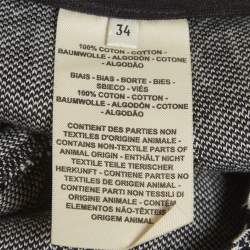 34
100% COTON - COTTON -
BAUMWOLLE - ALGODON - COTONE
- ALGODÃO
BIAIS - BIAS - BORTE - BIES -
SBIECO - VIÉS
100% COTON - COTTON -
BAUMWOLLE - ALGODON - COTONE
- ALGODÃO
CONTIENT DES PARTIES NON
TEXTILES D'ORIGINE ANIMALE -
CONTAINS NON-TEXTILE PARTS OF
ANIMAL ORIGIN - ENTHÄLT NICHT
TEXTILE TEILE TIERISCHER
HERKUNFT - CONTIENE PARTES
NO TEXTILES DE ORIGEN ANIMAL
- CONTIENE PARTI NON TESSILI DI
ORIGINE ANIMALE - CONTÉM
ELEMENTOS NÃO-TÊXTEIS
ORIGEM ANIMAL